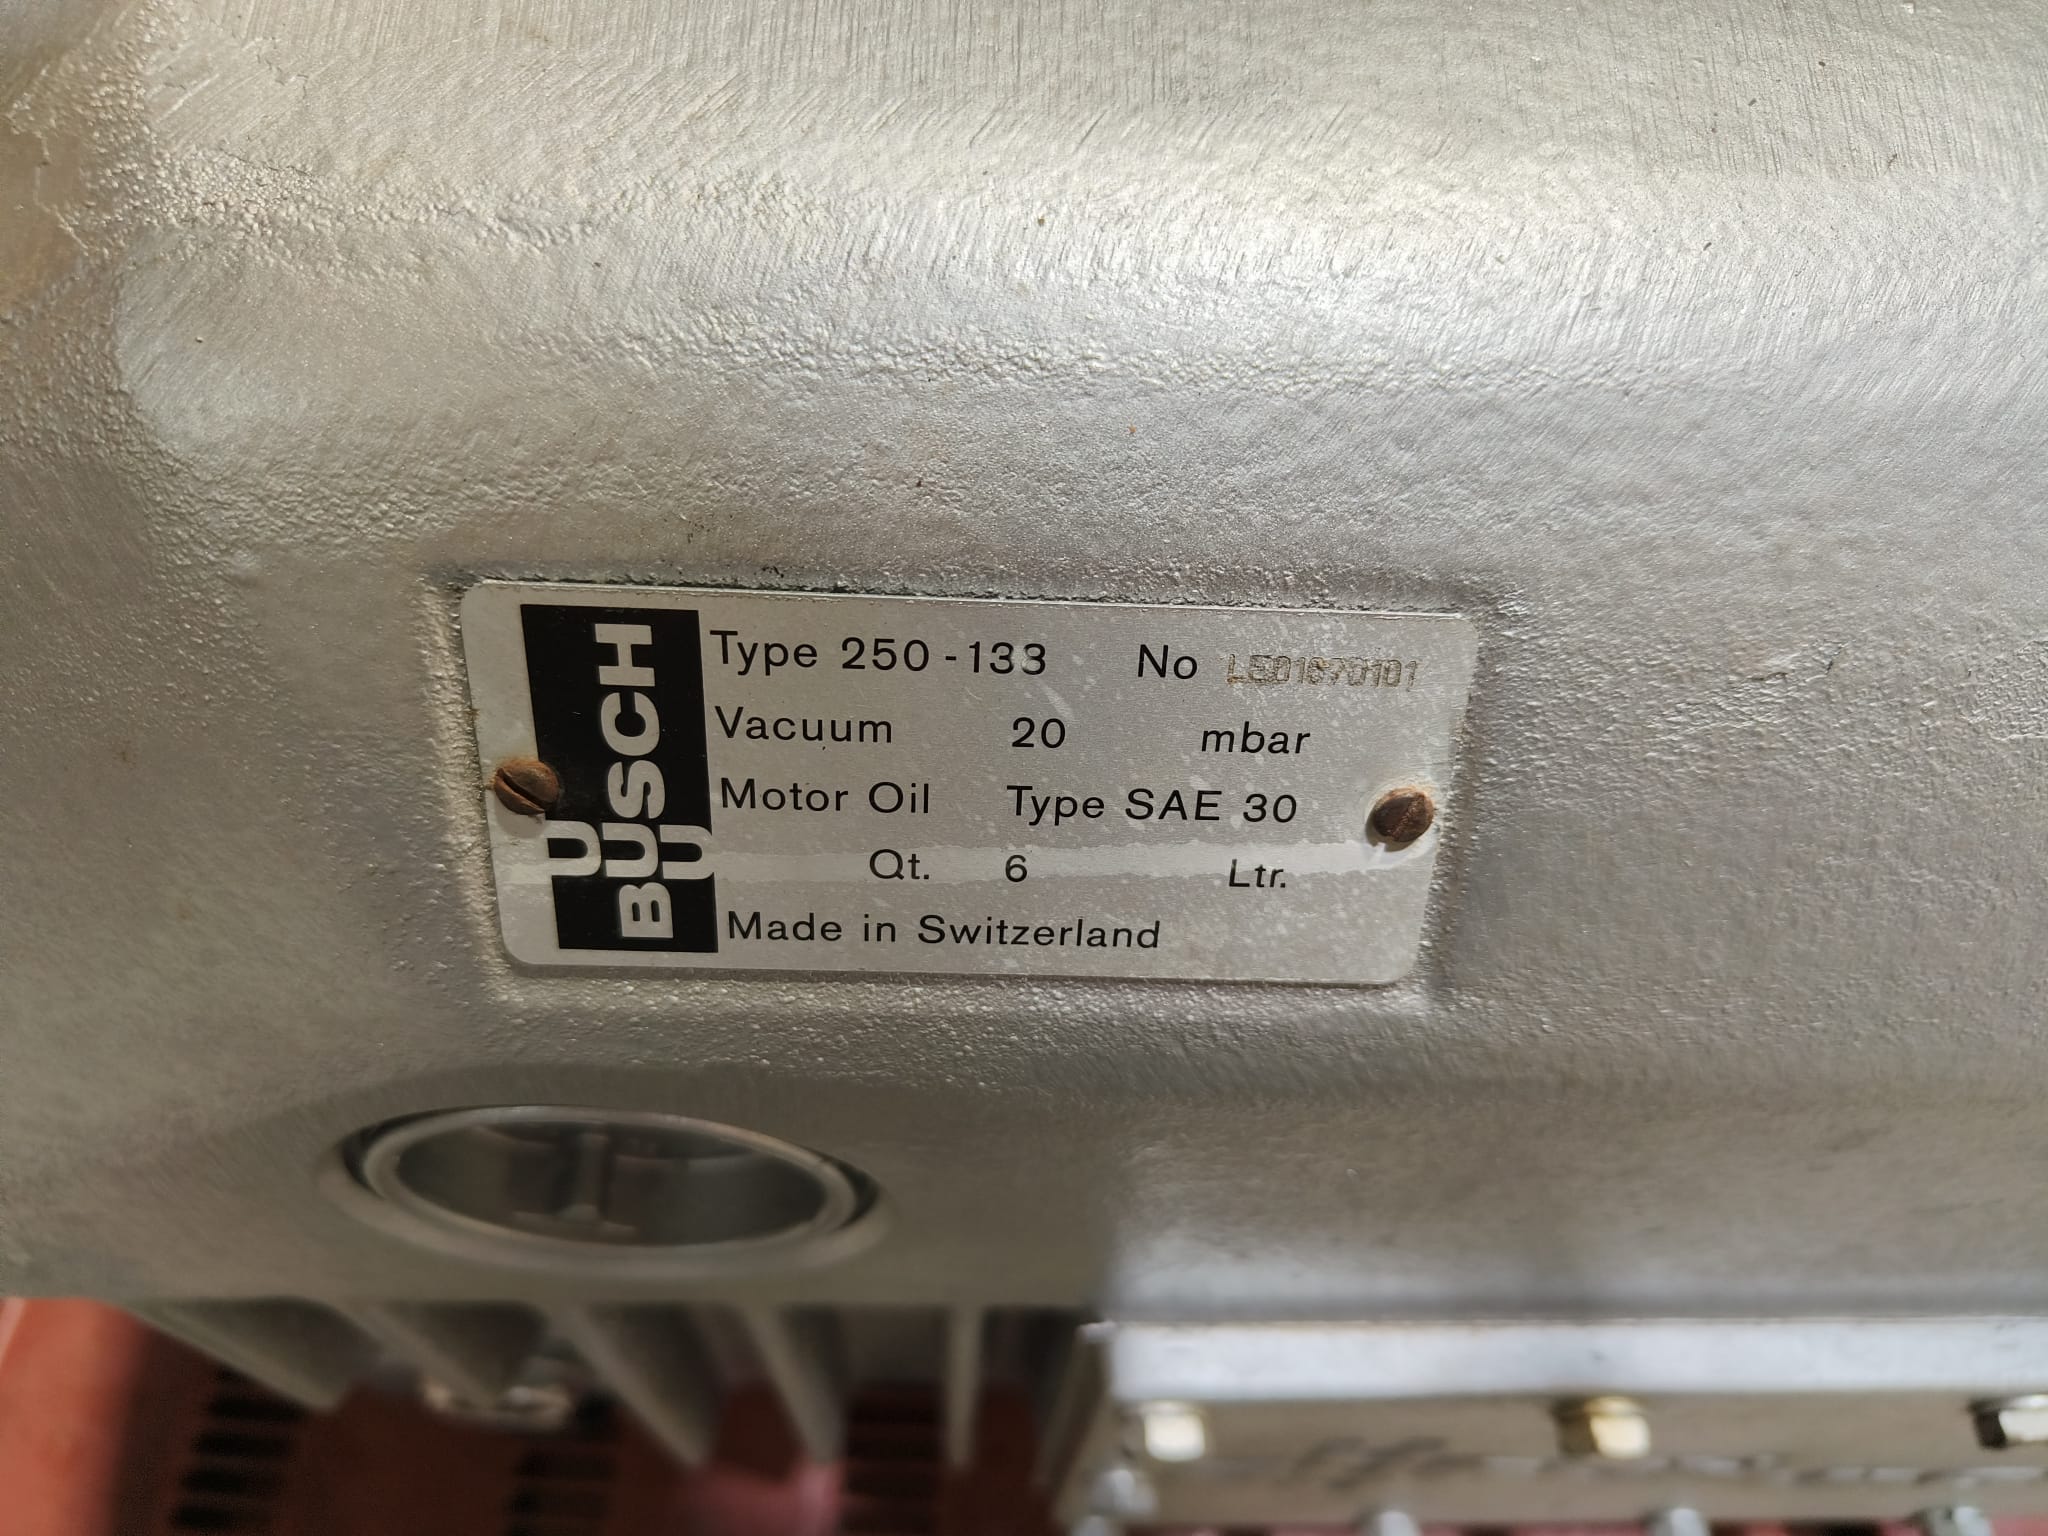 BUSCH
U
U
Type 250-133 No LE01870101
Vacuum 20 mbar
Motor Oil Type SAE 30
Qt. 6 Ltr.
Made in Switzerland